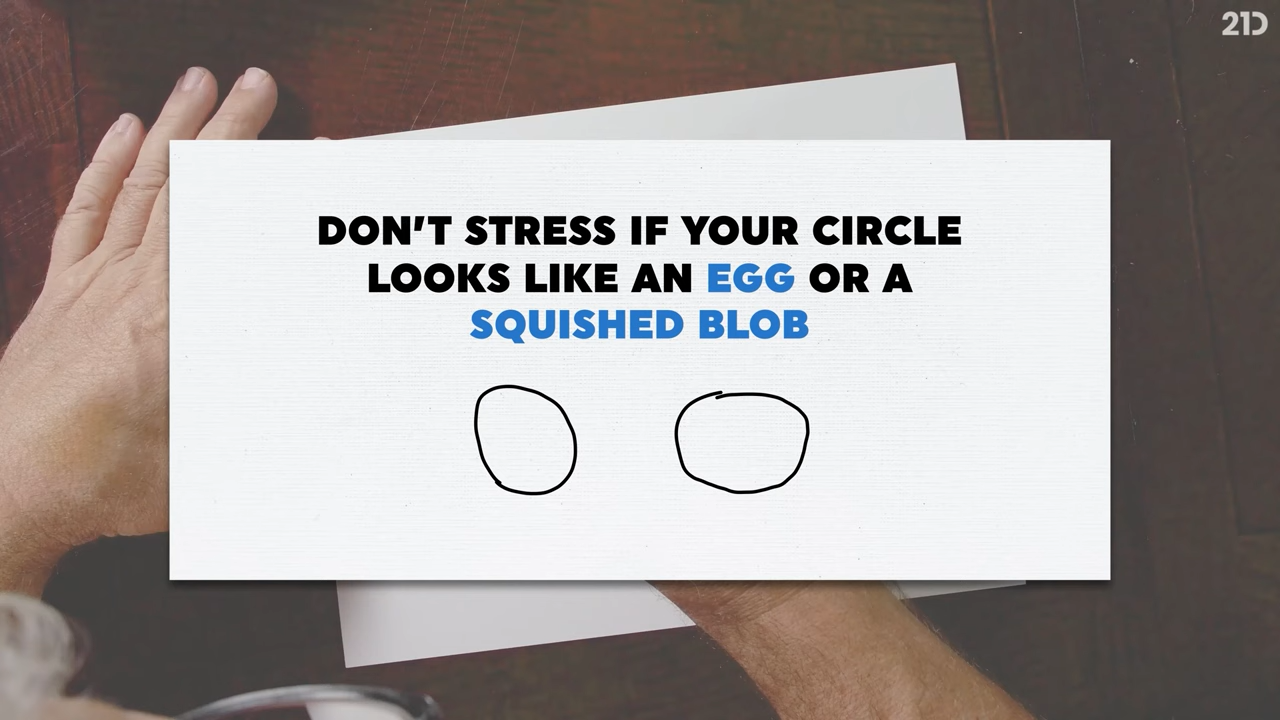 21D
DON'T STRESS IF YOUR CIRCLE
LOOKS LIKE AN EGG OR A
SQUISHED BLOB